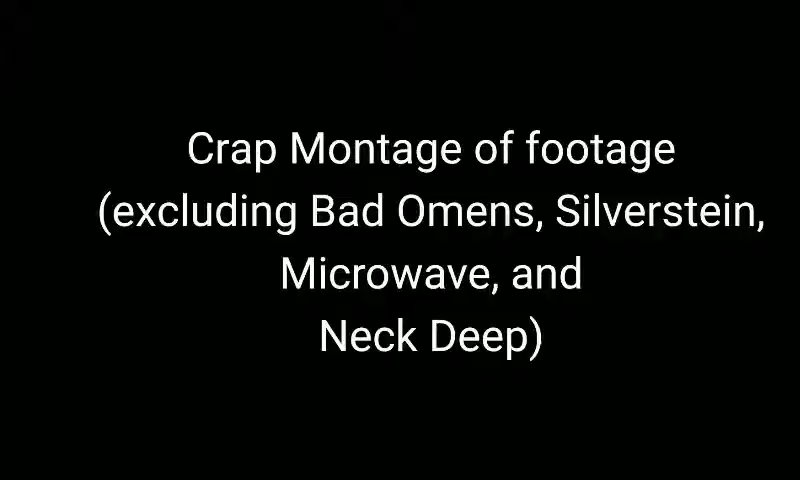 Crap Montage of footage
(excluding Bad Omens, Silverstein,
Microwave, and
Neck Deep)